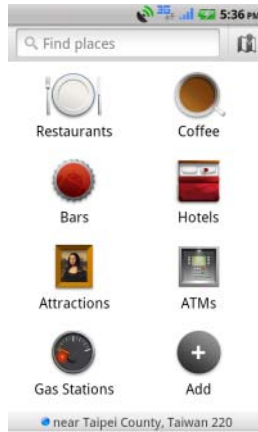 3G 5:36 PM
Find places
Restaurants Coffee
Bars Hotels
Attractions ATMs
Gas Stations Add
near Taipei County, Taiwan 220